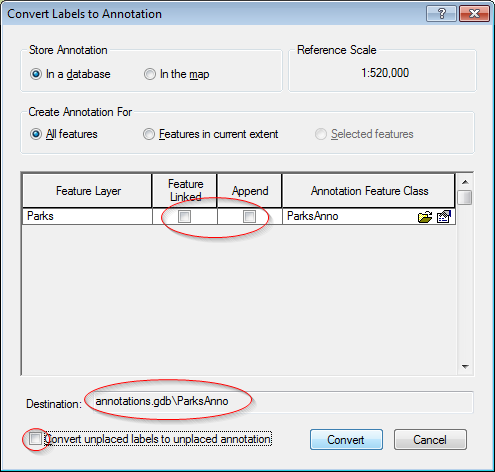 Convert Labels to Annotation
Store Annotation
In a database
In the map
Reference Scale
1:520,000
Create Annotation For
All features
Features in current extent
Selected features
Feature Layer
Feature
Linked
Append
Annotation Feature Class
Parks
ParksAnno
Destination:
annotations.gdb\ParksAnno
Convert unplaced labels to unplaced annotation
Convert
Cancel